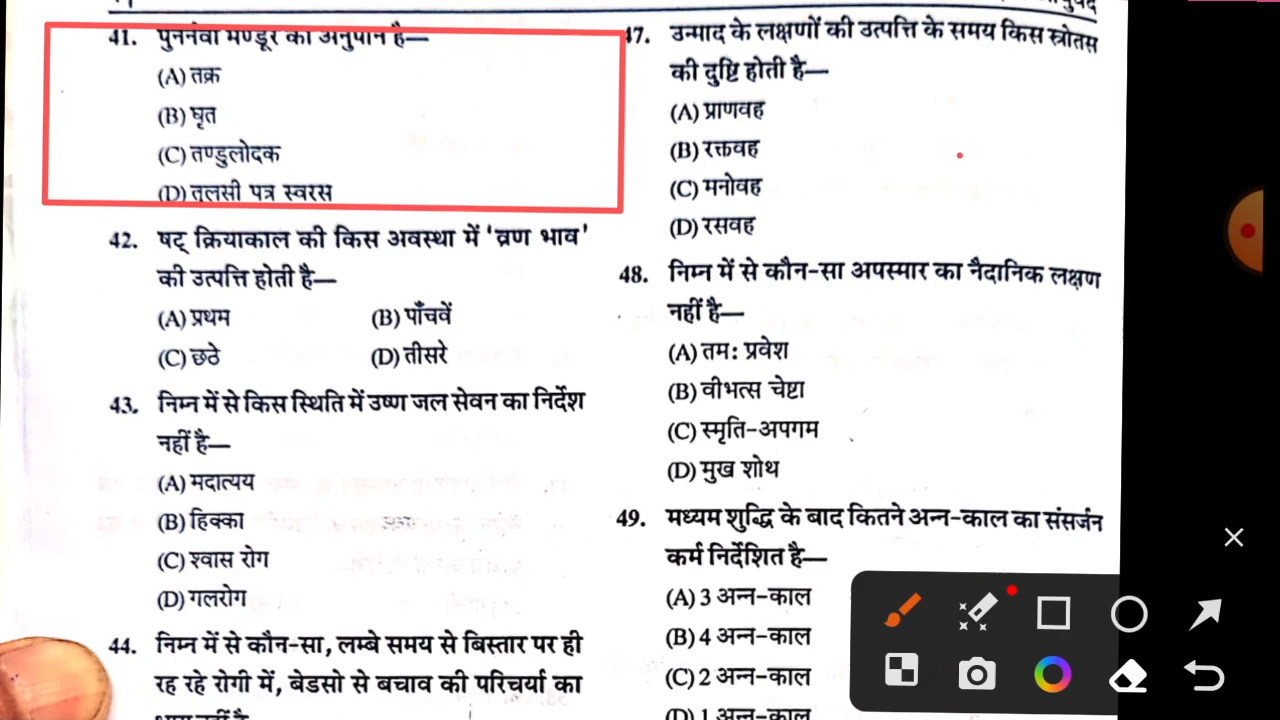 41. पुनर्नवा मण्डूर का अनुपान है—
(A) तक्र
(B) घृत
(C) तण्डुलोदक
(D) तुलसी पत्र स्वरस
42. षट् क्रियाकाल की किस अवस्था में 'व्रण भाव'
की उत्पत्ति होती है—
(A) प्रथम (B) पाँचवें
(C) छठे (D) तीसरे
43. निम्न में से किस स्थिति में उष्ण जल सेवन का निर्देश
नहीं है—
(A) मदात्यय
(B) हिक्का
(C) श्वास रोग
(D) गलरोग
44. निम्न में से कौन-सा, लम्बे समय से बिस्तार पर ही
रह रहे रोगी में, बेडसो से बचाव की परिचर्या का
47. उन्माद के लक्षणों की उत्पत्ति के समय किस स्त्रोतस
की दुष्टि होती है—
(A) प्राणवह
(B) रक्तवह
(C) मनोवह
(D) रसवह
48. निम्न में से कौन-सा अपस्मार का नैदानिक लक्षण
नहीं है—
(A) तम: प्रवेश
(B) वीभत्स चेष्टा
(C) स्मृति-अपगम
(D) मुख शोथ
49. मध्यम शुद्धि के बाद कितने अन्न-काल का संसर्जन
कर्म निर्देशित है—
(A) 3 अन्न-काल
(B) 4 अन्न-काल
(C) 2 अन्न-काल
(D) 1 अन्न-काल